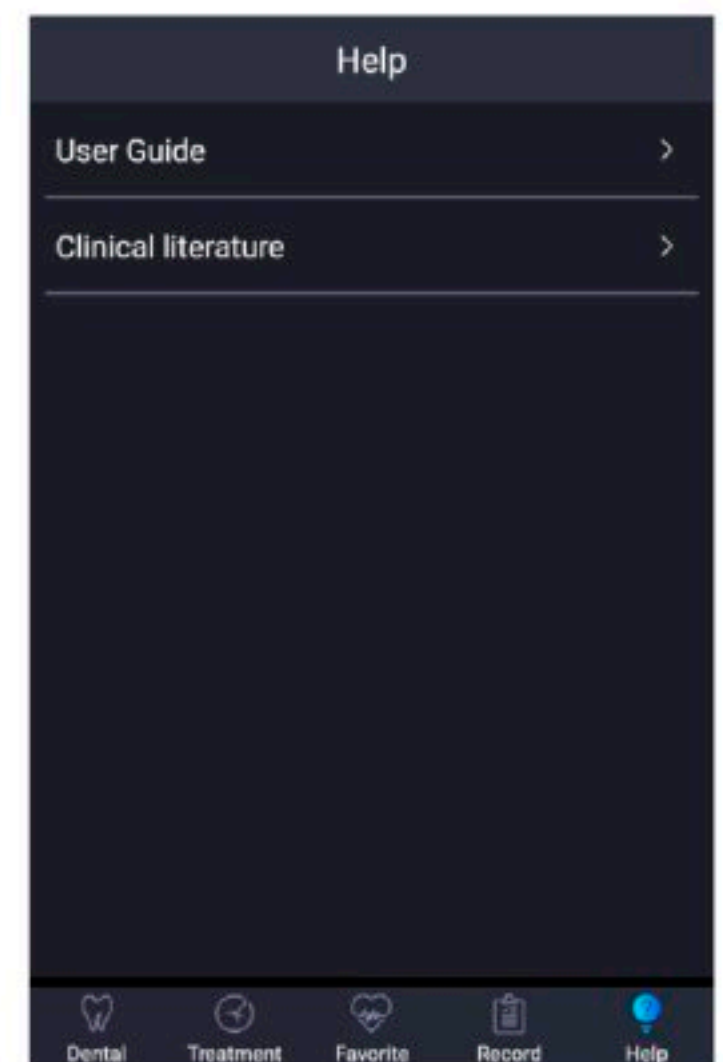 Help
User Guide
Clinical literature
Dental Treatment Favorite Record Help